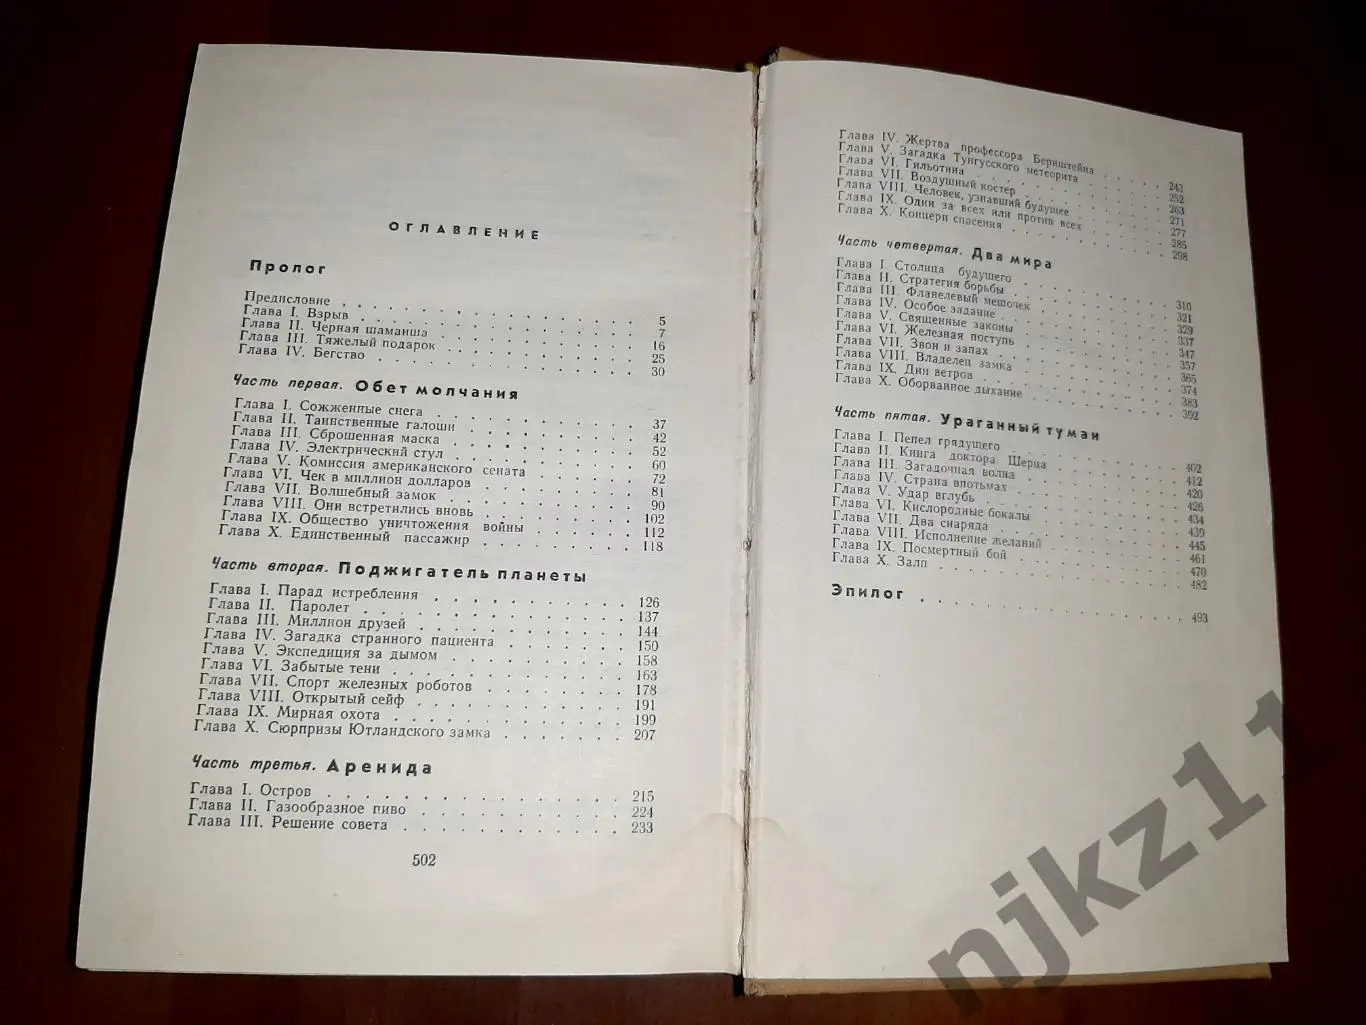 ОГЛАВЛЕНИЕ
Пролог
Предисловие . . . . . 5
Глава I. Взрыв . . . . . 7
Глава II. Черная шаманша . . . . . 16
Глава III. Тяжелый подарок . . . . . 25
Глава IV. Бегство . . . . . 30
Часть первая. Обет молчания
Глава I. Сожженные снега . . . . . 37
Глава II. Таинственные галоши . . . . . 42
Глава III. Сброшенная маска . . . . . 52
Глава IV. Электрический стул . . . . . 60
Глава V. Комиссия американского сената . . . . . 72
Глава VI. Чек в миллион долларов . . . . . 81
Глава VII. Волшебный замок . . . . . 90
Глава VIII. Они встретились вновь . . . . . 102
Глава IX. Общество уничтожения войны . . . . . 112
Глава X. Единственный пассажир . . . . . 118
Часть вторая. Поджигатель планеты
Глава I. Парад истребления . . . . . 126
Глава II. Паролет . . . . . 137
Глава III. Миллион друзей . . . . . 144
Глава IV. Загадка странного пациента . . . . . 150
Глава V. Экспедиция за дымом . . . . . 158
Глава VI. Забытые тени . . . . . 163
Глава VII. Спорт железных роботов . . . . . 178
Глава VIII. Открытый сейф . . . . . 191
Глава IX. Мирная охота . . . . . 199
Глава X. Сюрпризы Ютландского замка . . . . . 207
Часть третья. Аренида
Глава I. Остров . . . . . 215
Глава II. Газообразное пиво . . . . . 224
Глава III. Решение совета . . . . . 233
502
Глава IV. Жертва профессора Бернштейна . . . . . 243
Глава V. Загадка Тунгусского метеорита . . . . . 252
Глава VI. Гильотина . . . . . 263
Глава VII. Воздушный костер . . . . . 271
Глава VIII. Человек, узнавший будущее . . . . . 277
Глава IX. Один за всех или против всех . . . . . 285
Глава X. Концерн спасения . . . . . 298
Часть четвертая. Два мира
Глава I. Столица будущего . . . . . 310
Глава II. Стратегия борьбы . . . . . 321
Глава III. Фланелевый мешочек . . . . . 329
Глава IV. Особое задание . . . . . 337
Глава V. Священные законы . . . . . 347
Глава VI. Железная поступь . . . . . 357
Глава VII. Звон и запах . . . . . 365
Глава VIII. Владелец замка . . . . . 374
Глава IX. Дни ветров . . . . . 383
Глава X. Оборванное дыхание . . . . . 392
Часть пятая. Ураганный туман
Глава I. Пепел грядущего . . . . . 402
Глава II. Книга доктора Шерца . . . . . 412
Глава III. Загадочная волна . . . . . 420
Глава IV. Страна впотьмах . . . . . 426
Глава V. Удар вглубь . . . . . 434
Глава VI. Кислородные бокалы . . . . . 439
Глава VII. Два снаряда . . . . . 445
Глава VIII. Исполнение желаний . . . . . 461
Глава IX. Посмертный бой . . . . . 470
Глава X. Залп . . . . . 482
Эпилог . . . . . 493
njkz11